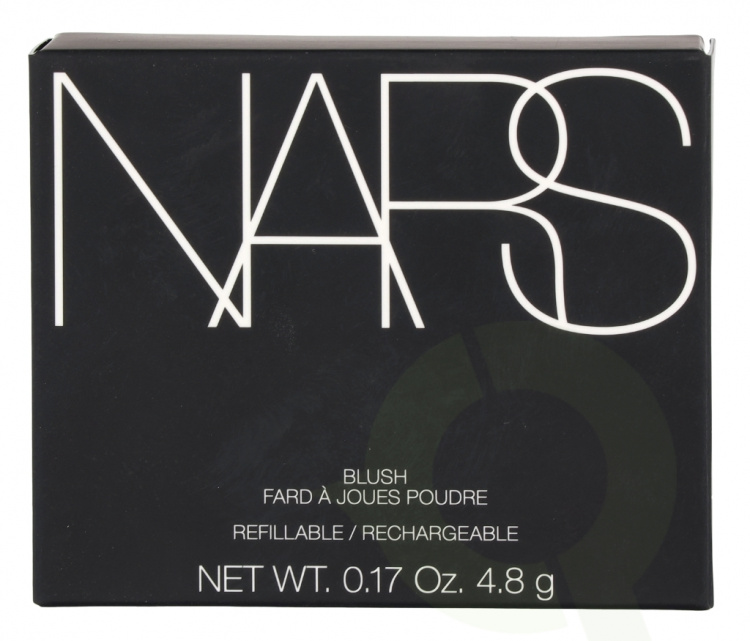 NARS
BLUSH
FARD À JOUES POUDRE
REFILLABLE / RECHARGEABLE
NET WT. 0.17 Oz. 4.8 g